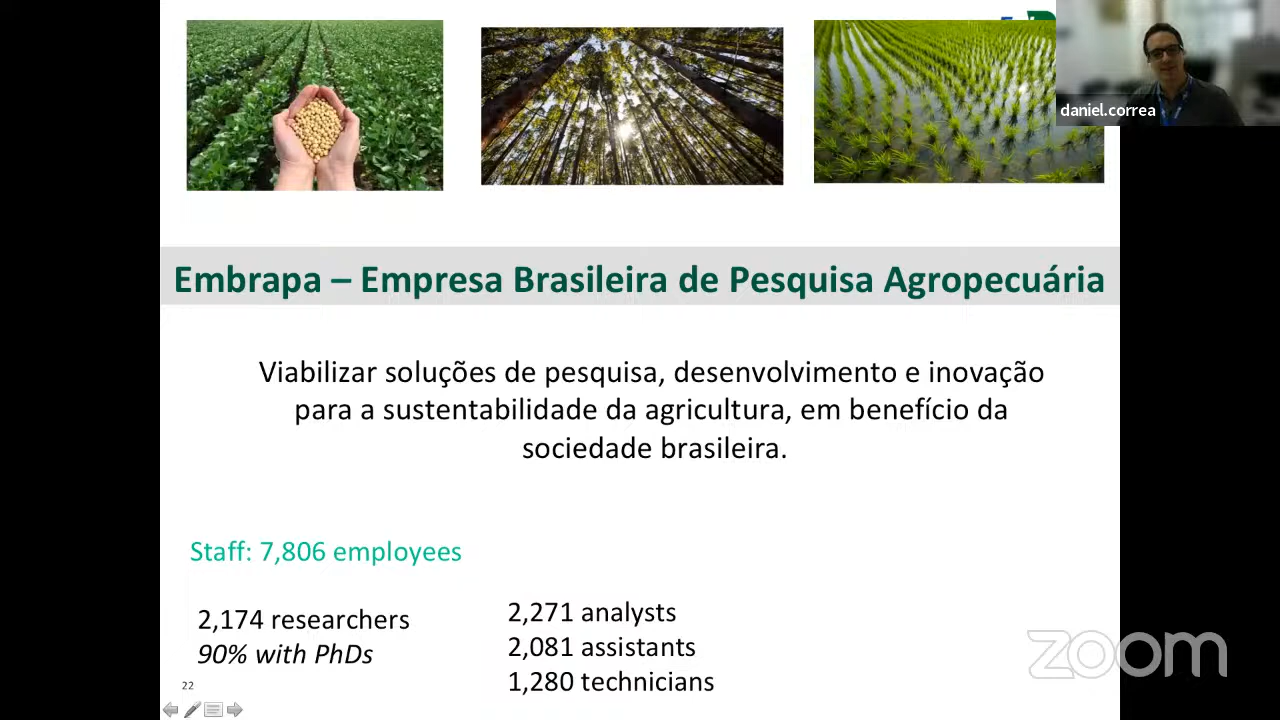 daniel.correa
Embrapa – Empresa Brasileira de Pesquisa Agropecuária
Viabilizar soluções de pesquisa, desenvolvimento e inovação
para a sustentabilidade da agricultura, em benefício da
sociedade brasileira.
Staff: 7,806 employees
2,174 researchers
90% with PhDs
2,271 analysts
2,081 assistants
1,280 technicians
22
zoom